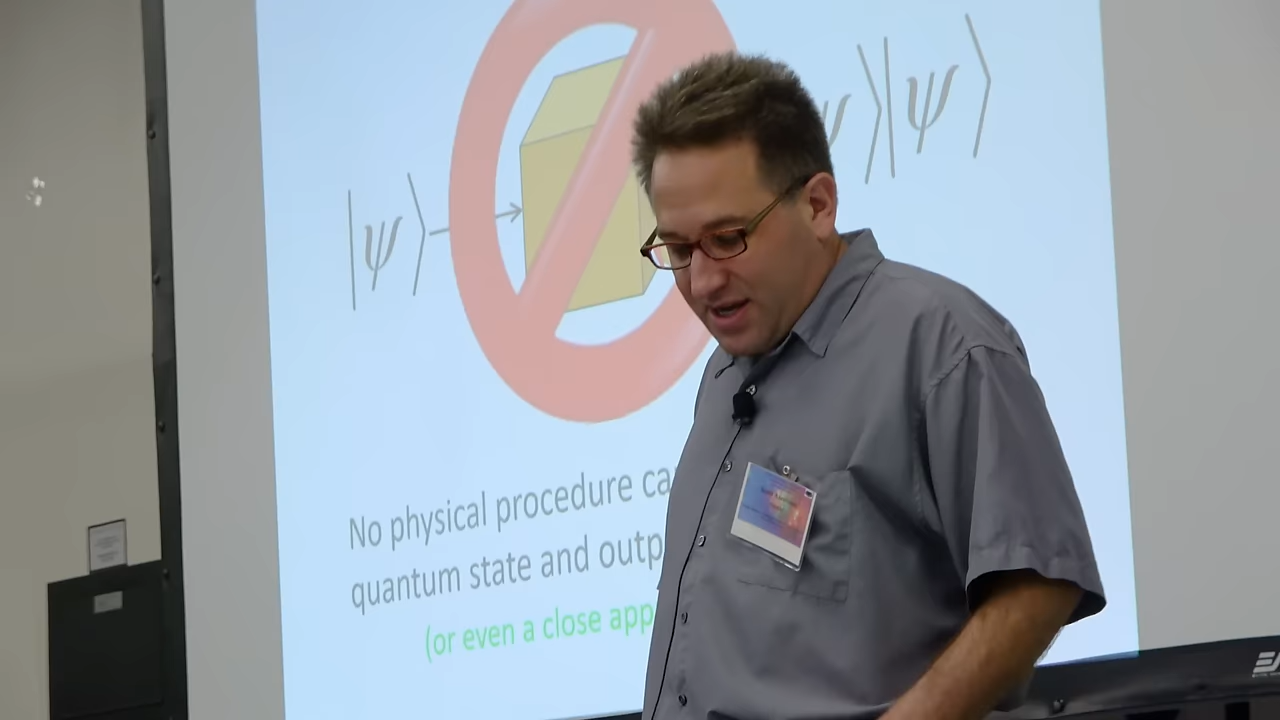 |ψ⟩ ψ⟩|ψ⟩
No physical procedure ca
quantum state and outp
(or even a close app